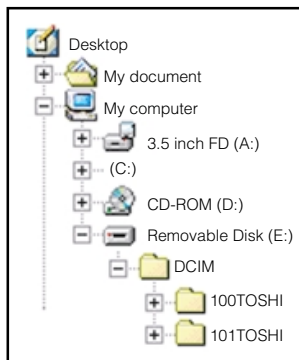 Desktop
My document
My computer
3.5 inch FD (A:)
(C:)
CD-ROM (D:)
Removable Disk (E:)
DCIM
100TOSHI
101TOSHI